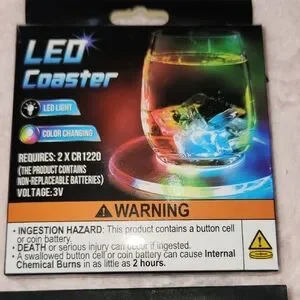 LED
Coaster
LED LIGHT
COLOR CHANGING
REQUIRES: 2 X CR1220
(THE PRODUCT CONTAINS
NON-REPLACEABLE BATTERIES)
VOLTAGE: 3V
WARNING
• INGESTION HAZARD: This product contains a button cell
or coin battery.
• DEATH or serious injury can occur if ingested.
• A swallowed button cell or coin battery can cause Internal
Chemical Burns in as little as 2 hours.